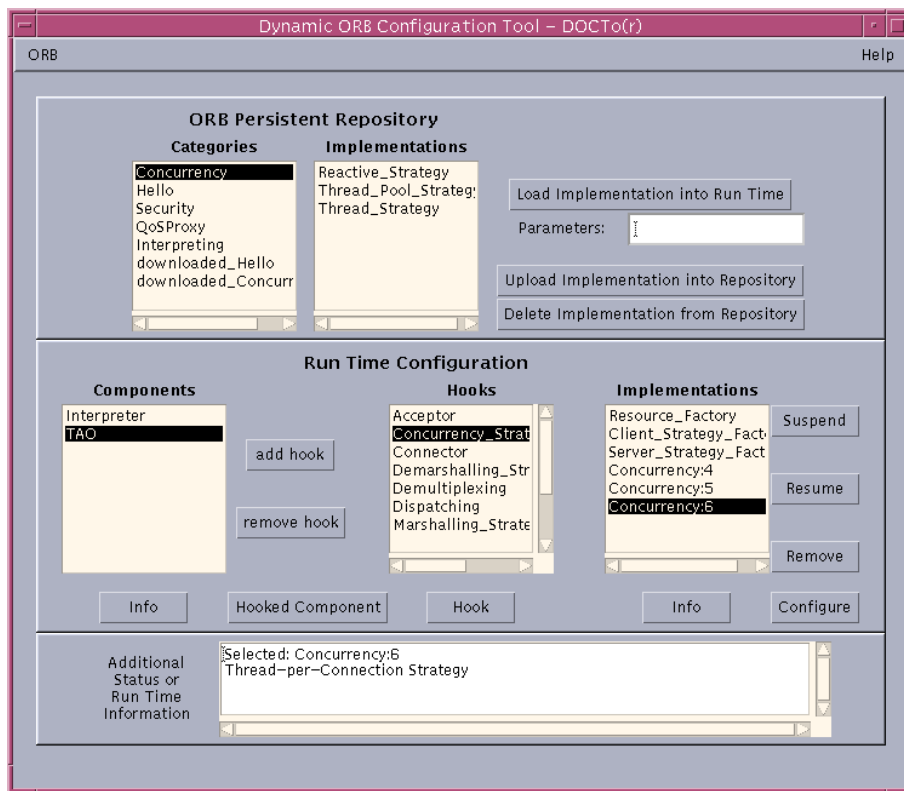 Dynamic ORB Configuration Tool – DOCTo(r)
ORB
Help
ORB Persistent Repository
Categories
Implementations
Concurrency
Hello
Security
QoSProxy
Interpreting
downloaded_Hello
downloaded_Concurr
Reactive_Strategy
Thread_Pool_Strateg
Thread_Strategy
Load Implementation into Run Time
Parameters:
Upload Implementation into Repository
Delete Implementation from Repository
Run Time Configuration
Components
Interpreter
TAO
add hook
remove hook
Hooks
Acceptor
Concurrency_Strat
Connector
Demarshalling_Str
Demultiplexing
Dispatching
Marshalling_Strate
Implementations
Resource_Factory
Client_Strategy_Fact
Server_Strategy_Fact
Concurrency:4
Concurrency:5
Concurrency:6
Suspend
Resume
Remove
Info
Hooked Component
Hook
Info
Configure
Additional
Status or
Run Time
Information
Selected: Concurrency:6
Thread–per–Connection Strategy